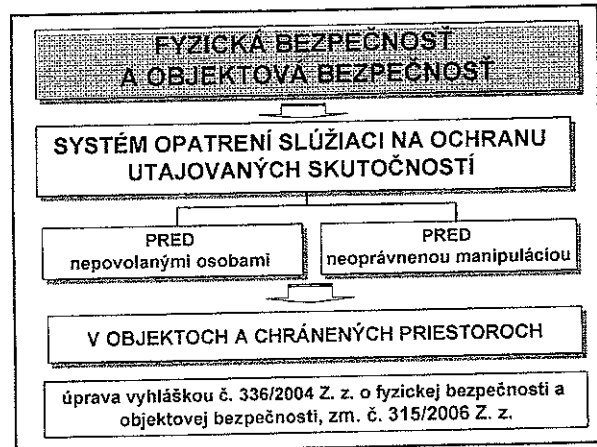 FYZICKÁ BEZPEČNOSŤ
A OBJEKTOVÁ BEZPEČNOSŤ
SYSTÉM OPATRENÍ SLÚŽIACI NA OCHRANU
UTAJOVANÝCH SKUTOČNOSTÍ
PRED
nepovolanými osobami
PRED
neoprávnenou manipuláciou
V OBJEKTOCH A CHRÁNENÝCH PRIESTOROCH
úprava vyhláškou č. 336/2004 Z. z. o fyzickej bezpečnosti a
objektovej bezpečnosti, zm. č. 315/2006 Z. z.